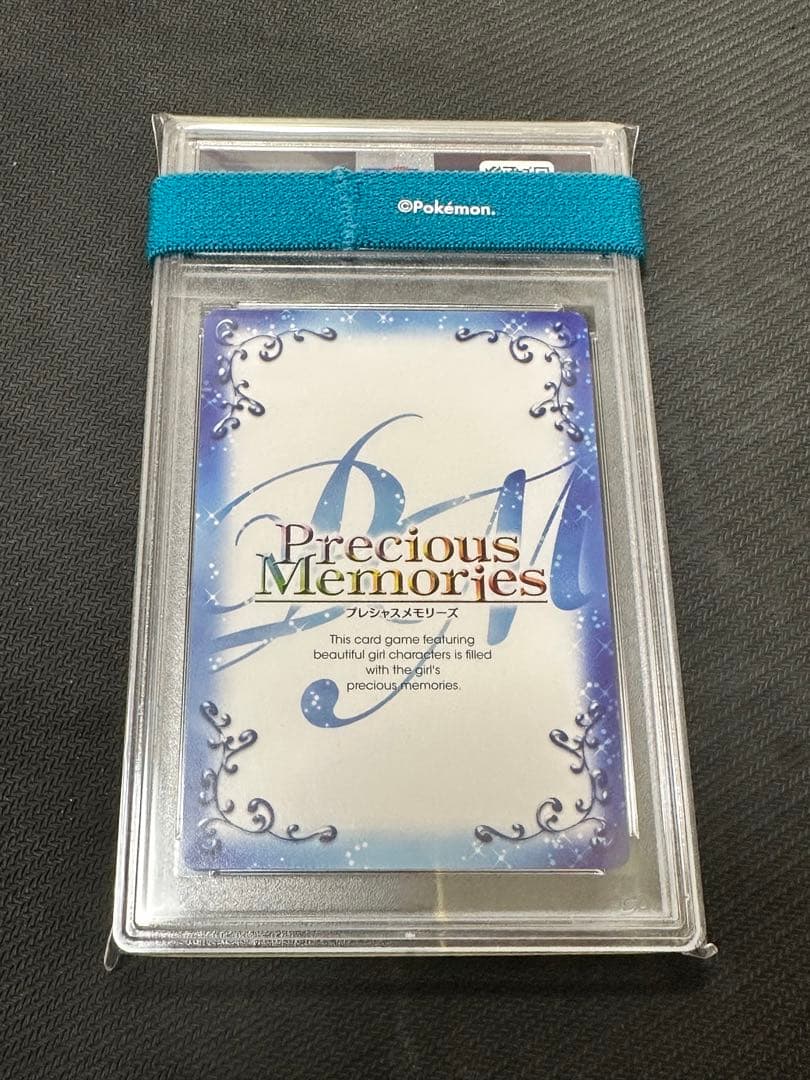 ©Pokémon.
Precious
Memories
プレシャスメモリーズ
This card game featuring
beautiful girl characters is filled
with the girl's
precious memories.